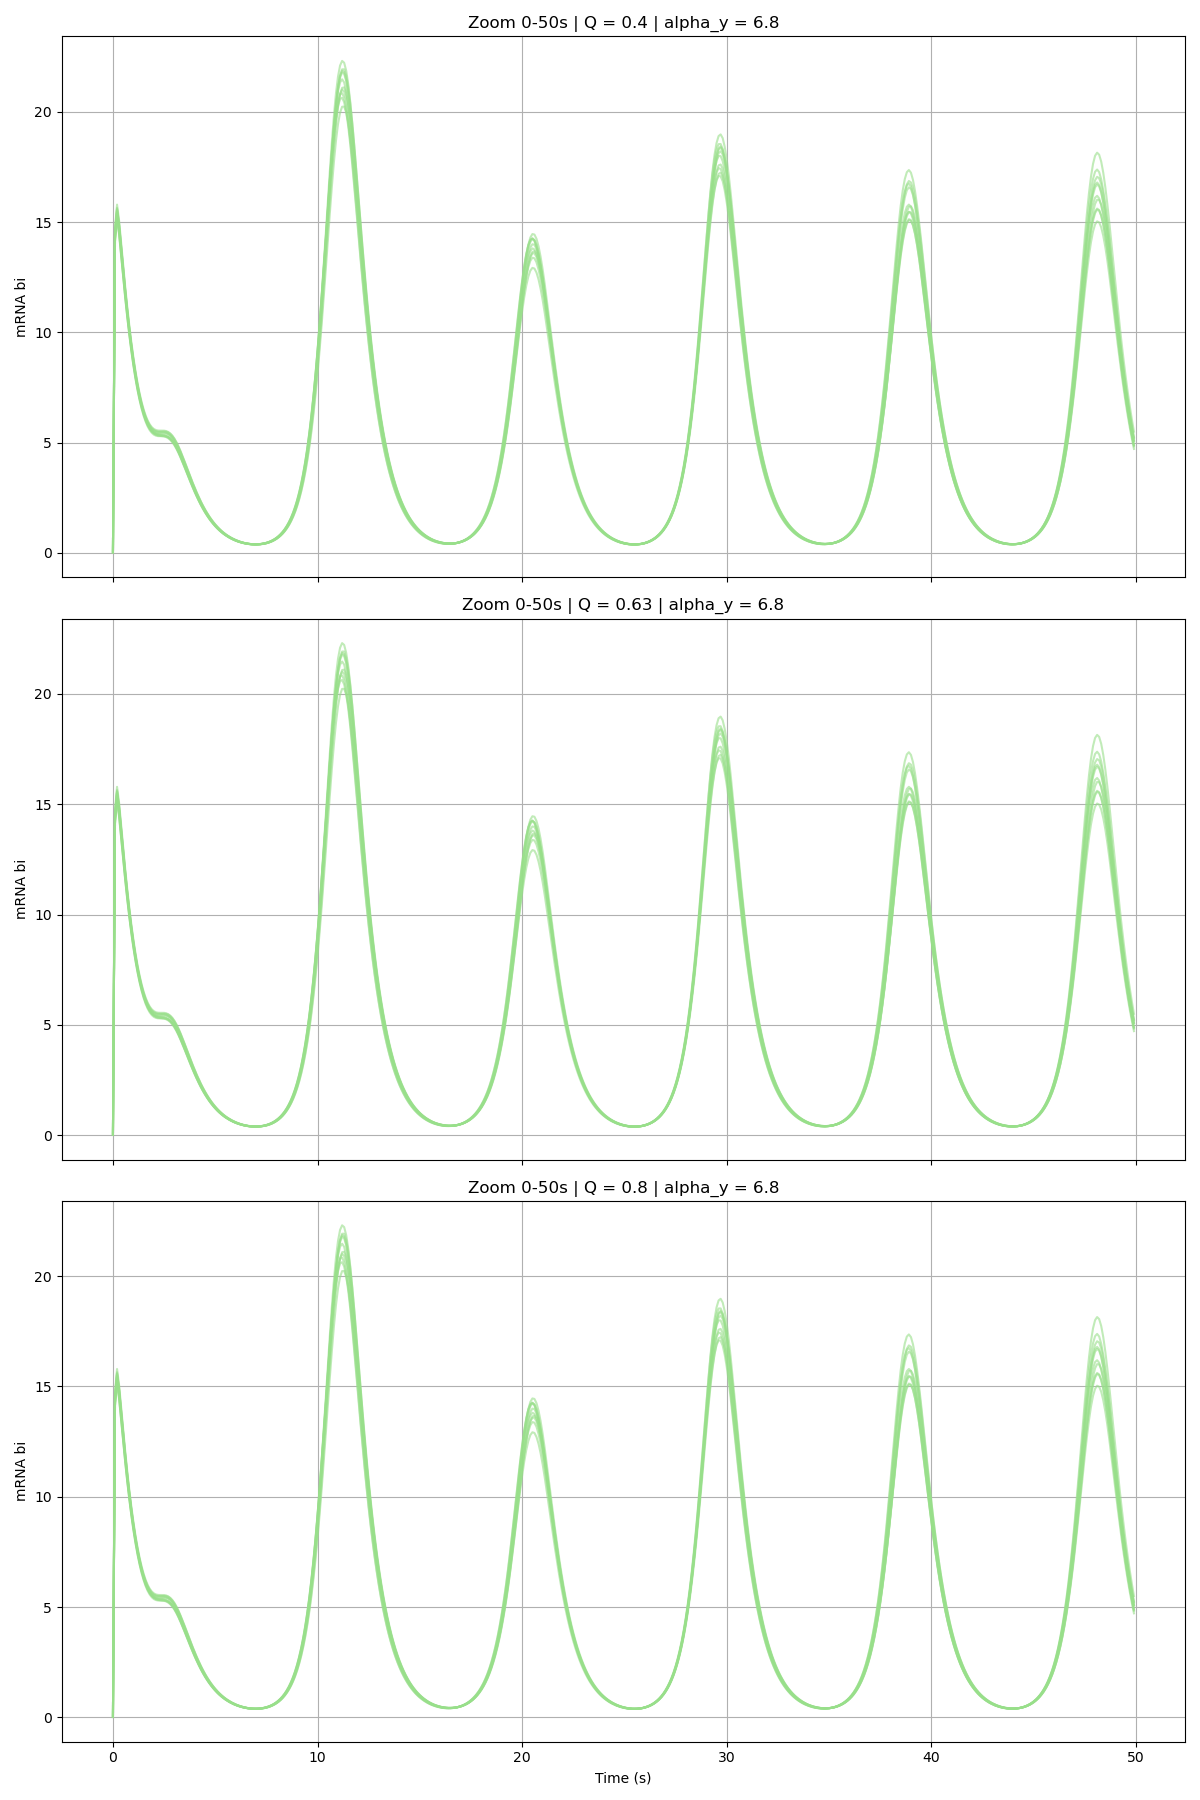 Zoom 0-50s | Q = 0.4 | alpha_y = 6.8
20
15
10
5
0
mRNA bi
Zoom 0-50s | Q = 0.63 | alpha_y = 6.8
20
15
10
5
0
mRNA bi
Zoom 0-50s | Q = 0.8 | alpha_y = 6.8
20
15
10
5
0
mRNA bi
0 10 20 30 40 50
Time (s)